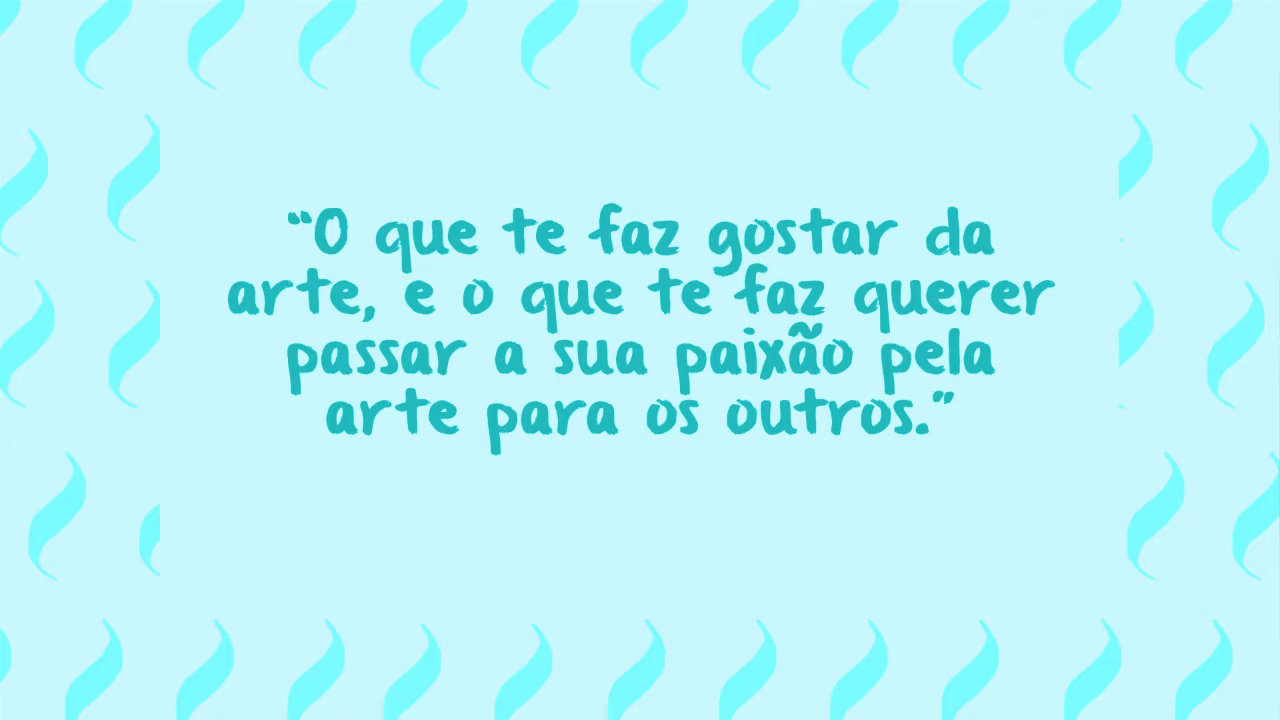 “O que te faz gostar da
arte, e o que te faz querer
passar a sua paixão pela
arte para os outros.”